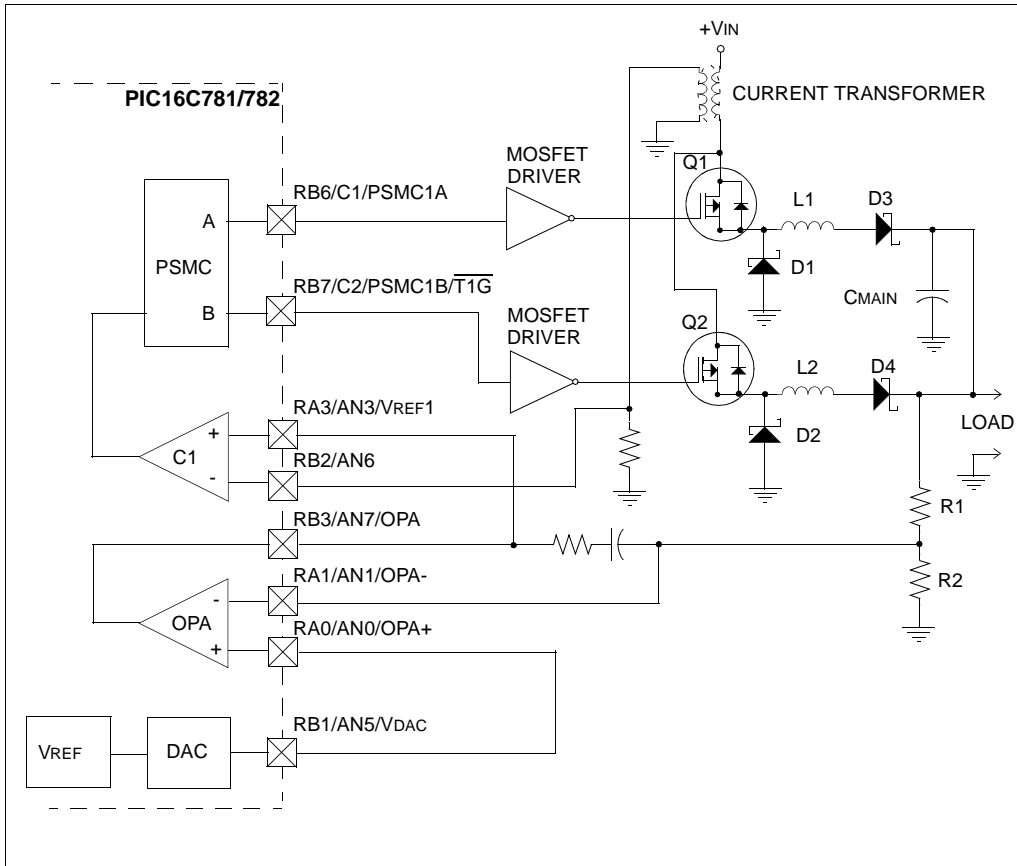 +VIN
PIC16C781/782
CURRENT TRANSFORMER
MOSFET
DRIVER
Q1
RB6/C1/PSMC1A
L1
D3
A
PSMC
D1
RB7/C2/PSMC1B/T1G
CMAIN
B
MOSFET
DRIVER
Q2
L2
D4
RA3/AN3/VREF1
LOAD
+
C1
D2
RB2/AN6
-
R1
RB3/AN7/OPA
RA1/AN1/OPA-
-
R2
OPA
RA0/AN0/OPA+
+
RB1/AN5/VDAC
VREF
DAC